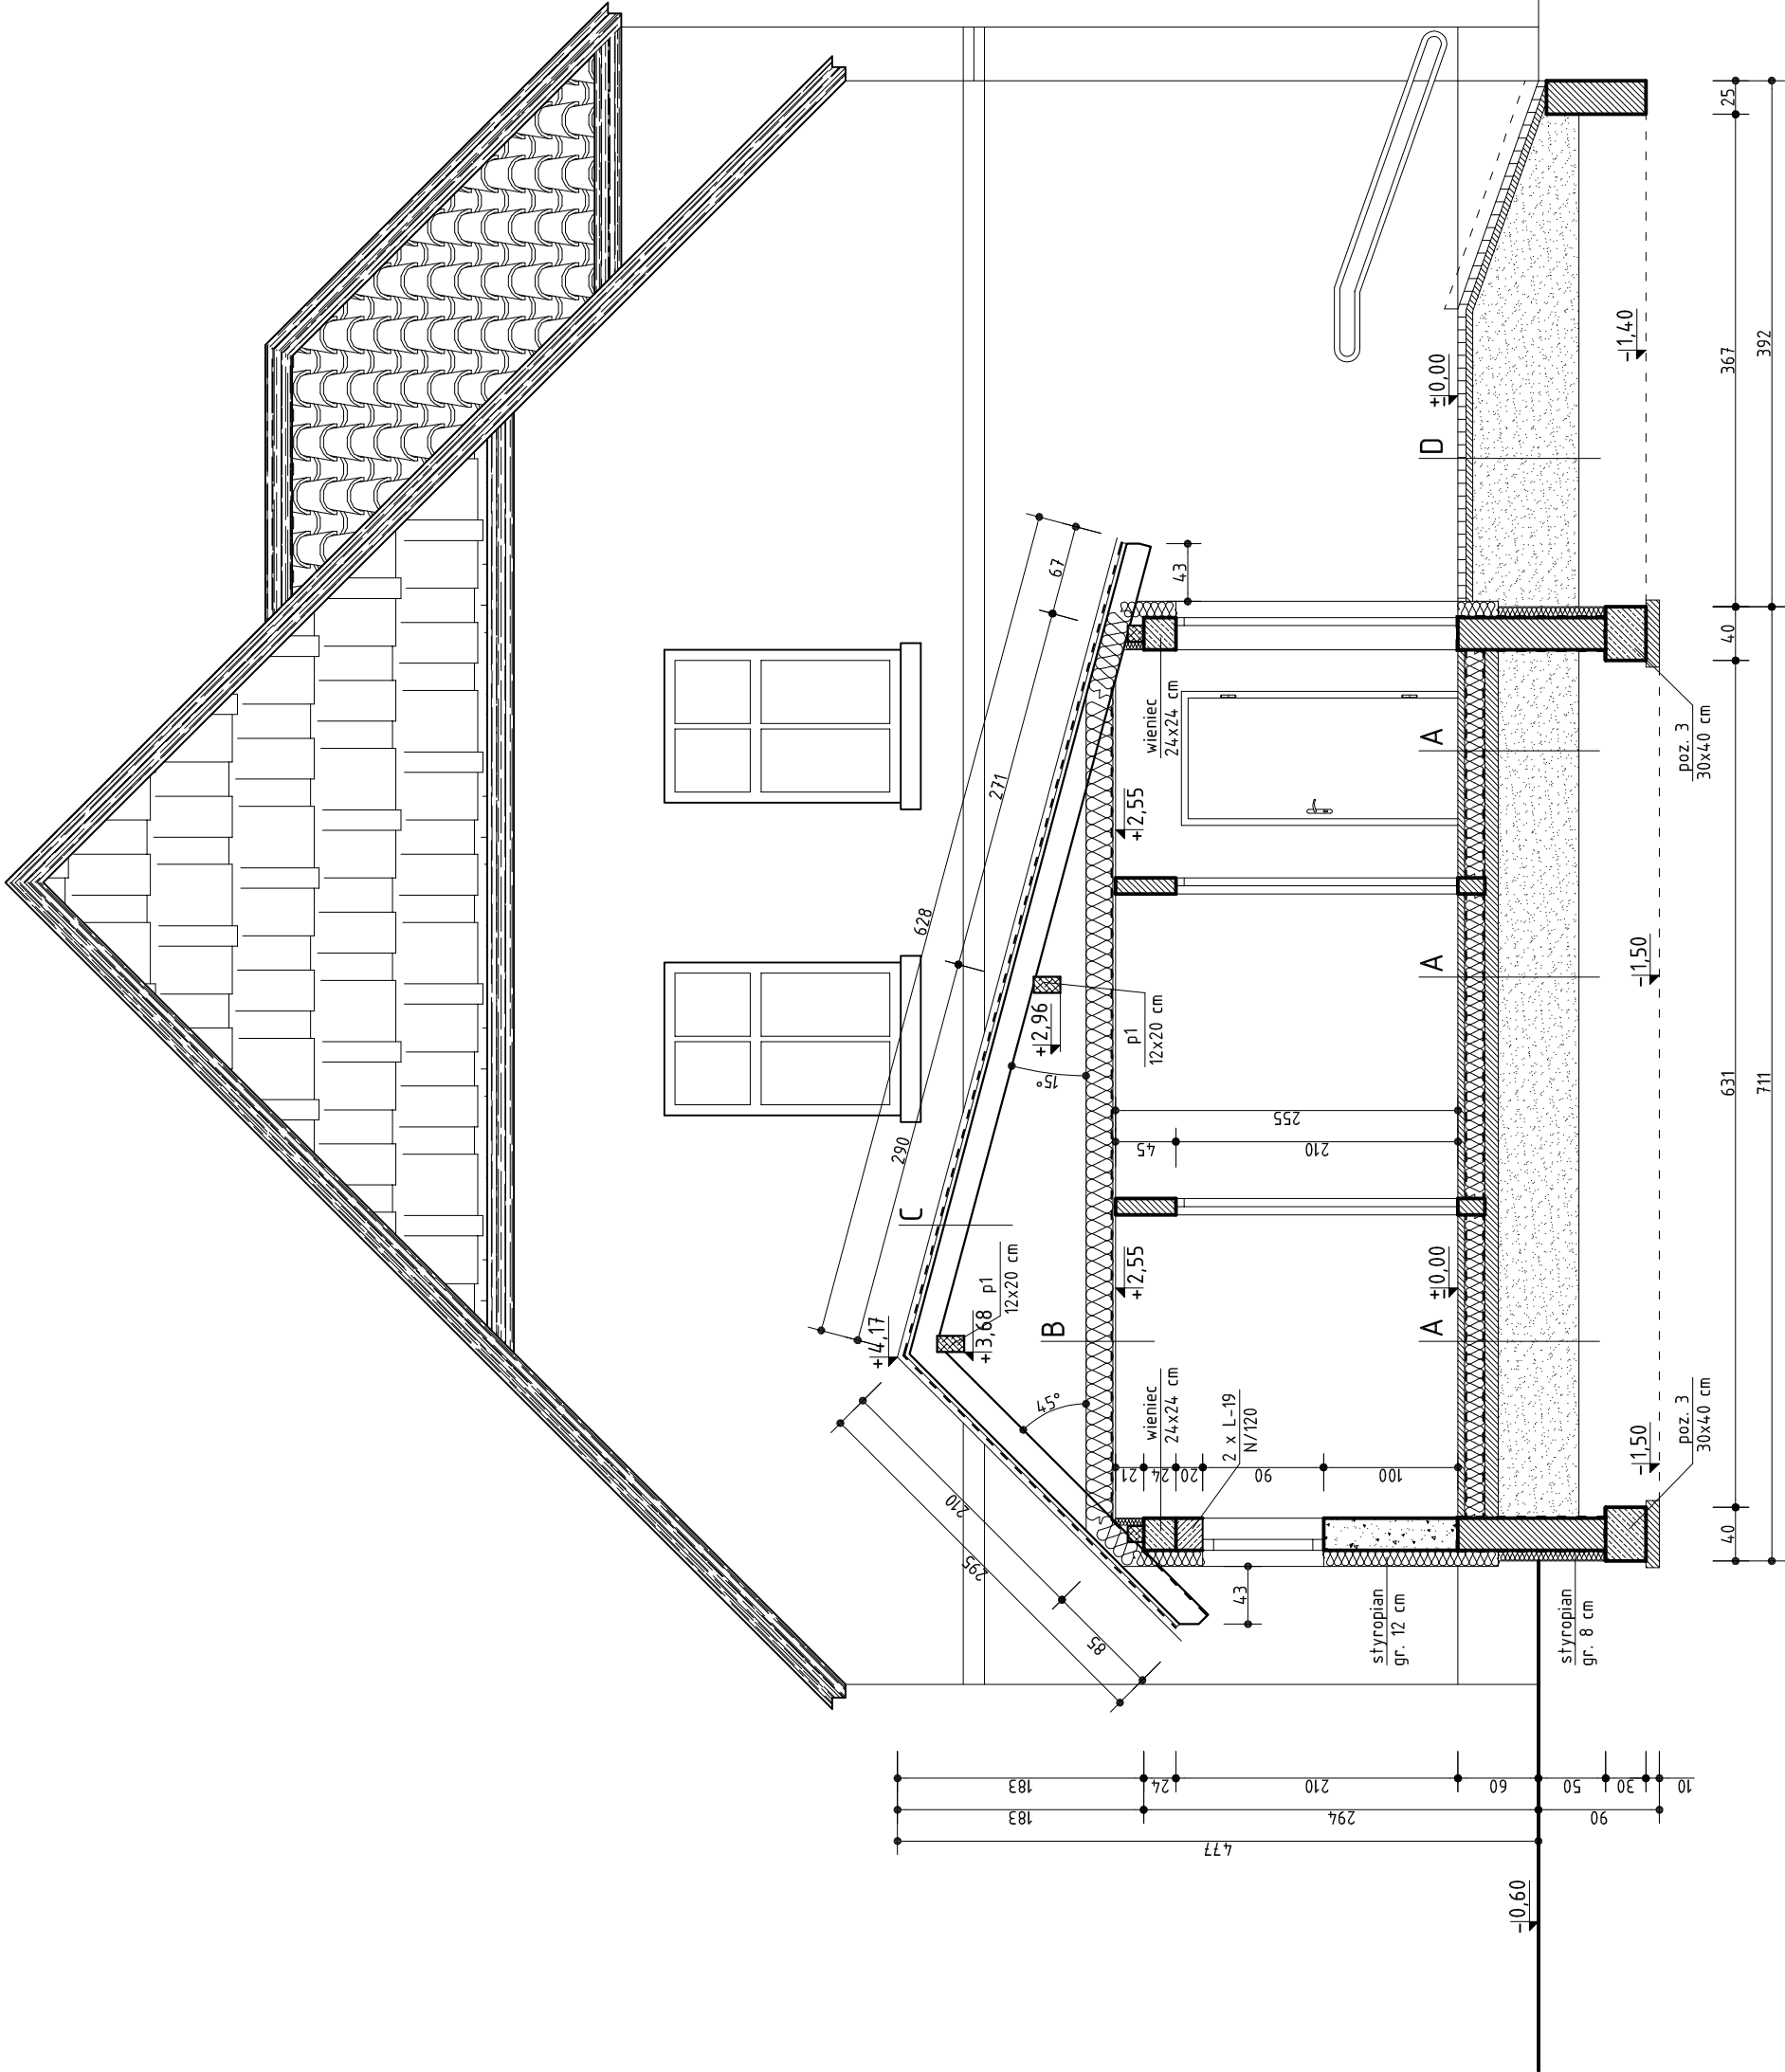 628
290
271
67
C
+4,17
p1
12x20 cm
+3,68
+2,96
p1
12x20 cm
15°
45°
295
210
85
43
43
B
+2,55
+2,55
wieniec
24x24 cm
wieniec
24x24 cm
2 x L-19
N/120
21
24
20
90
100
45
210
255
±0,00
±0,00
A
A
A
D
styropian
gr. 12 cm
styropian
gr. 8 cm
183
24
210
60
50
30
10
183
294
90
477
-0,60
-1,50
-1,50
-1,40
poz. 3
30x40 cm
poz. 3
30x40 cm
40
631
40
367
25
711
392